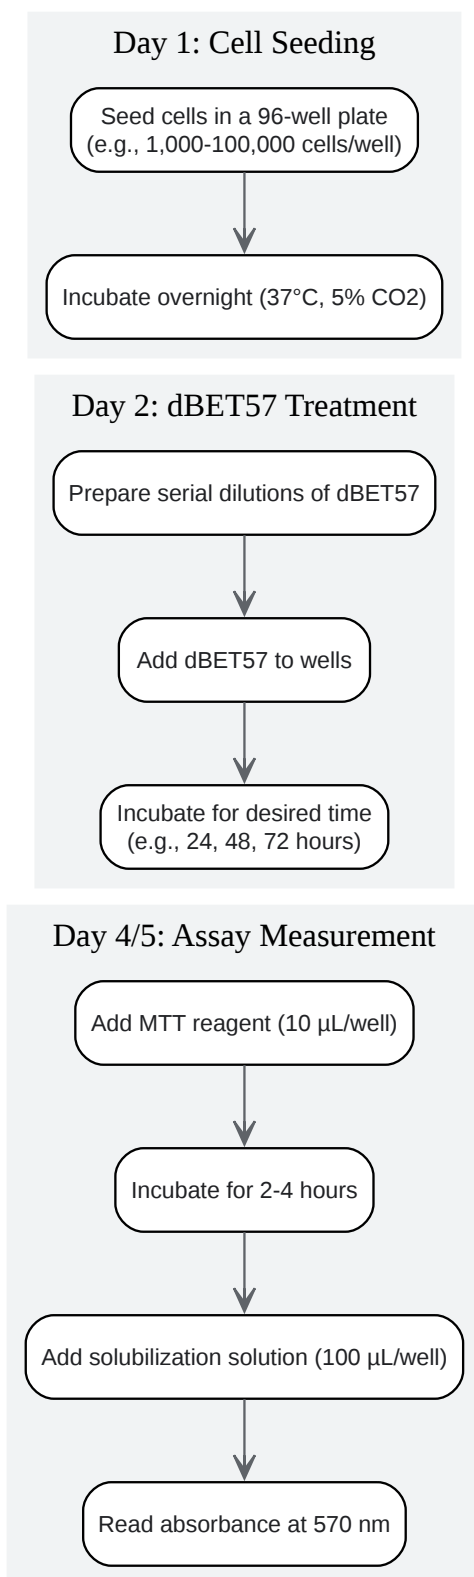 Day 1: Cell Seeding
Seed cells in a 96-well plate
(e.g., 1,000-100,000 cells/well)
Incubate overnight (37°C, 5% CO2)
Day 2: dBET57 Treatment
Prepare serial dilutions of dBET57
Add dBET57 to wells
Incubate for desired time
(e.g., 24, 48, 72 hours)
Day 4/5: Assay Measurement
Add MTT reagent (10 µL/well)
Incubate for 2-4 hours
Add solubilization solution (100 µL/well)
Read absorbance at 570 nm